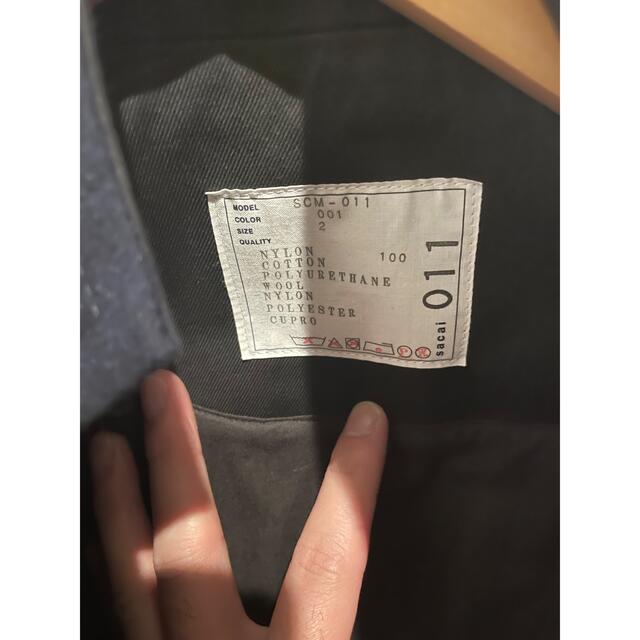 MODEL SCM-011
COLOR 001
SIZE 2
QUALITY
NYLON 100
COTTON
POLYURETHANE
WOOL
NYLON
POLYESTER
CUPRO
sacai 011